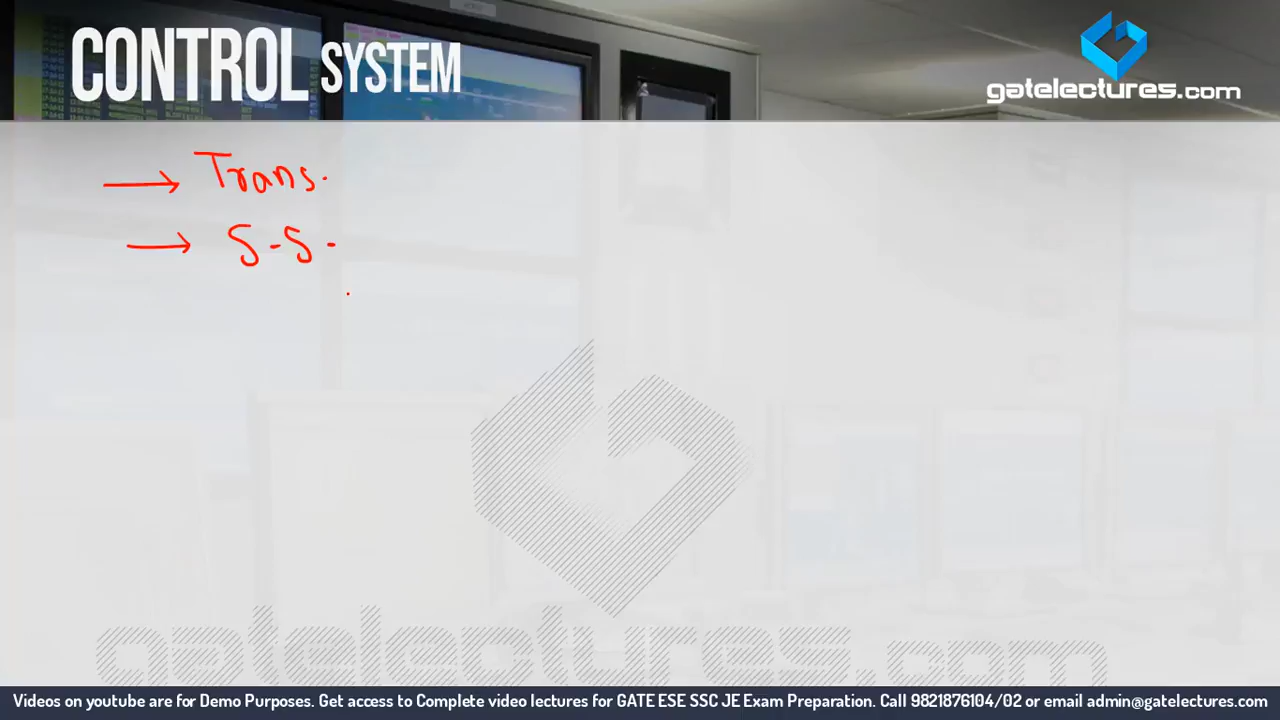 CONTROL SYSTEM
gatelectures.com
→ Trans.
→ S.S.
gatelectures.com
Videos on youtube are for Demo Purposes. Get access to Complete video lectures for GATE ESE SSC JE Exam Preparation. Call 9821876104/02 or email admin@gatelectures.com